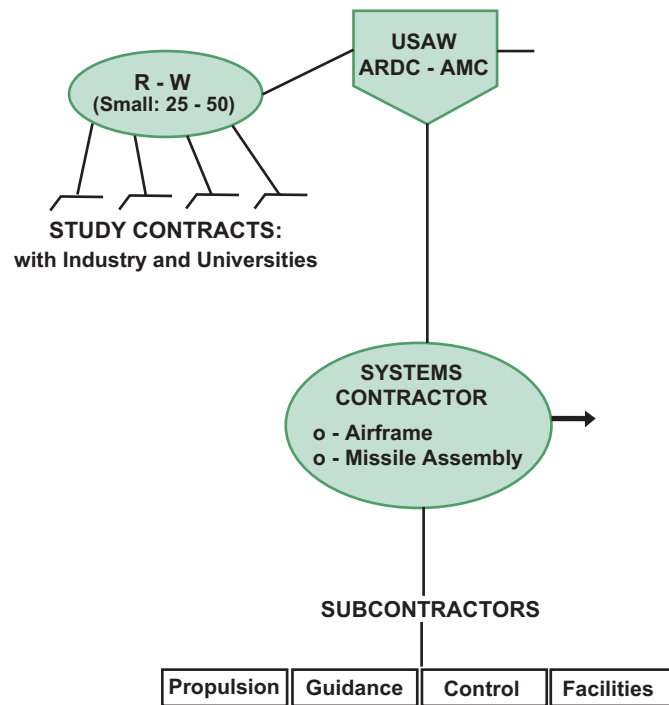 USAW
ARDC - AMC
R - W
(Small: 25 - 50)
STUDY CONTRACTS:
with Industry and Universities
SYSTEMS
CONTRACTOR
o - Airframe
o - Missile Assembly
SUBCONTRACTORS
Propulsion Guidance Control Facilities